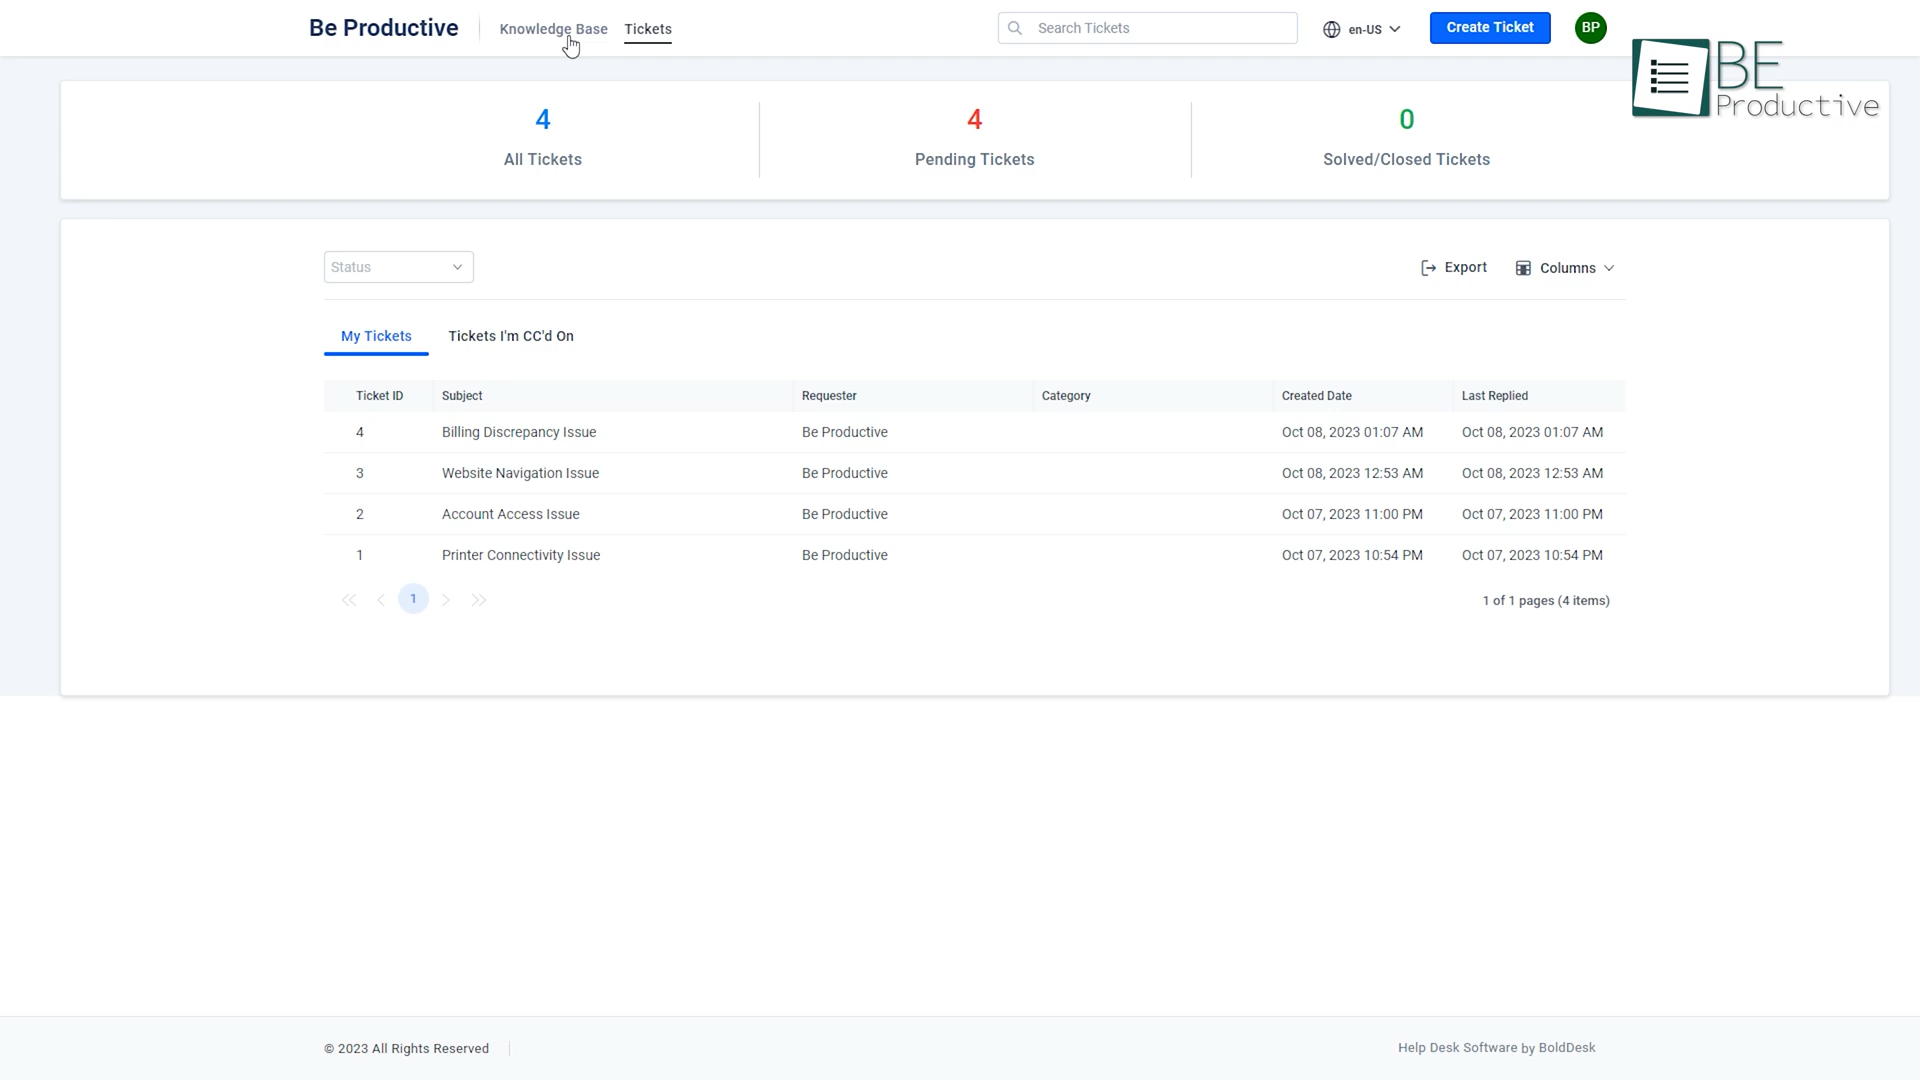 Be Productive Knowledge Base Tickets Search Tickets en-US Create Ticket BP
BE
Productive
4 4 0
All Tickets Pending Tickets Solved/Closed Tickets
Status Export Columns
My Tickets Tickets I'm CC'd On
Ticket ID Subject Requester Category Created Date Last Replied
4 Billing Discrepancy Issue Be Productive Oct 08, 2023 01:07 AM Oct 08, 2023 01:07 AM
3 Website Navigation Issue Be Productive Oct 08, 2023 12:53 AM Oct 08, 2023 12:53 AM
2 Account Access Issue Be Productive Oct 07, 2023 11:00 PM Oct 07, 2023 11:00 PM
1 Printer Connectivity Issue Be Productive Oct 07, 2023 10:54 PM Oct 07, 2023 10:54 PM
1 1 of 1 pages (4 items)
© 2023 All Rights Reserved Help Desk Software by BoldDesk